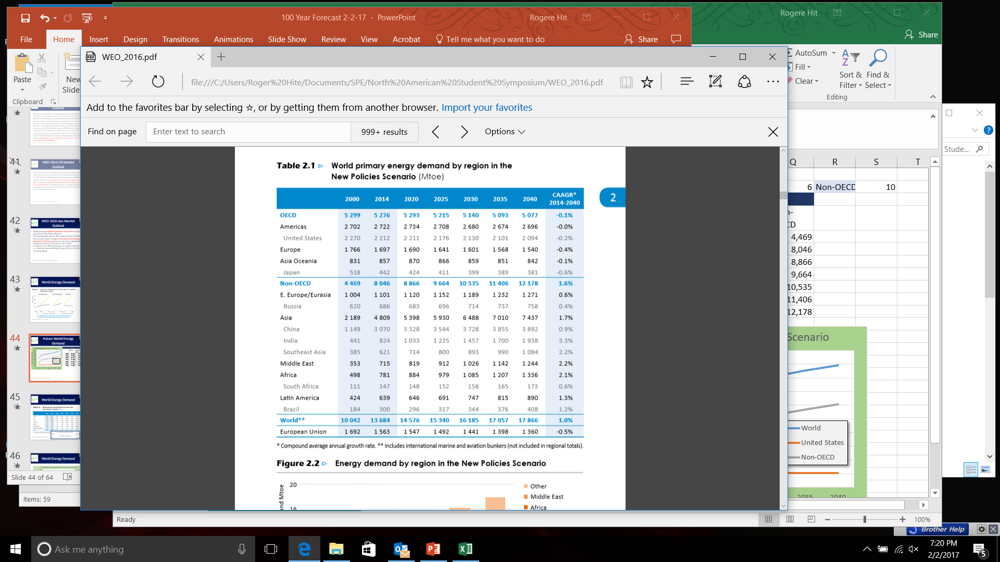 100 Year Forecast 2-2-17 - PowerPoint
Rogere Hit
Rogere Hit
File
Home
Insert
Design
Transitions
Animations
Slide Show
Review
View
Acrobat
Tell me what you want to do
Share
Share
Paste
New
Slide
Clipboard
AutoSum
Fill
Clear
Sort &
Filter
Find &
Select
Editing
WEO_2016.pdf
file:///C:/Users/Roger%20Hite/Documents/SPE/North%20American%20Student%20Symposium/WEO_2016.pdf
Add to the favorites bar by selecting ☆, or by getting them from another browser. Import your favorites
Find on page
Enter text to search
999+ results
Options
Outlook
41
WEO 2016 Oil Market
Outlook
42
WEO 2016 Gas Market
Outlook
43
World Energy Demand
44
Future World Energy
Demand
45
World Energy Demand
46
World Energy Demand
Slide 44 of 64
Items: 59
Table 2.1 ▷ World primary energy demand by region in the
New Policies Scenario (Mtoe)
2
2000 2014 2020 2025 2030 2035 2040 CAAGR*
2014-2040
OECD 5 299 5 276 5 293 5 215 5 140 5 093 5 077 -0.1%
Americas 2 702 2 722 2 734 2 708 2 680 2 674 2 696 -0.0%
United States 2 270 2 212 2 211 2 176 2 130 2 101 2 094 -0.2%
Europe 1 766 1 697 1 690 1 641 1 601 1 568 1 540 -0.4%
Asia Oceania 831 857 870 866 859 851 842 -0.1%
Japan 518 442 424 411 399 389 381 -0.6%
Non-OECD 4 469 8 046 8 866 9 664 10 535 11 406 12 178 1.6%
E. Europe/Eurasia 1 004 1 101 1 120 1 152 1 189 1 232 1 271 0.6%
Russia 620 686 683 696 714 737 758 0.4%
Asia 2 189 4 809 5 398 5 930 6 488 7 010 7 437 1.7%
China 1 149 3 070 3 328 3 544 3 728 3 855 3 892 0.9%
India 441 824 1 033 1 225 1 457 1 700 1 938 3.3%
Southeast Asia 385 621 714 800 893 990 1 084 2.2%
Middle East 353 715 819 912 1 026 1 142 1 244 2.2%
Africa 498 781 884 979 1 085 1 207 1 336 2.1%
South Africa 111 147 148 152 158 165 173 0.6%
Latin America 424 639 646 691 747 815 890 1.3%
Brazil 184 300 296 317 344 376 408 1.2%
World** 10 042 13 684 14 576 15 340 16 185 17 057 17 866 1.0%
European Union 1 692 1 563 1 547 1 492 1 441 1 398 1 360 -0.5%
* Compound average annual growth rate. ** Includes international marine and aviation bunkers (not included in regional totals).
Figure 2.2 ▷ Energy demand by region in the New Policies Scenario
nd Mtoe
20
16
Other
Middle East
Africa
Stude...
Q R S T
6 Non-OECD 10
CD
4,469
8,046
8,866
9,664
10,535
11,406
12,178
Scenario
World
United States
Non-OECD
2035 2040
Ready
100%
Brother Help
Ask me anything
7:20 PM
2/2/2017
5